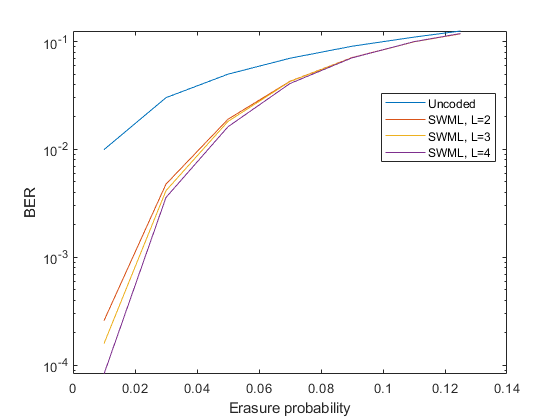 10^-1
10^-2
10^-3
10^-4
BER
Uncoded
SWML, L=2
SWML, L=3
SWML, L=4
0 0.02 0.04 0.06 0.08 0.1 0.12 0.14
Erasure probability